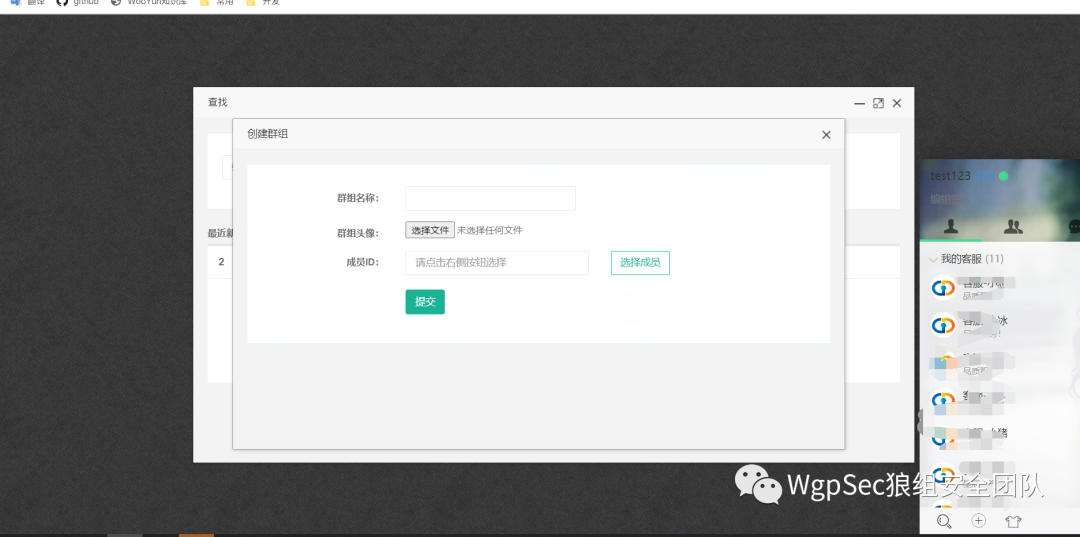 翻译 github WooYun知识库 常用 开发
查找
创建群组
群组名称：
群组头像： 选择文件 未选择任何文件
成员ID： 请点击右侧按钮选择 选择成员
提交
最近新
2
test123
我的客服 (11)
WgpSec狼组安全团队